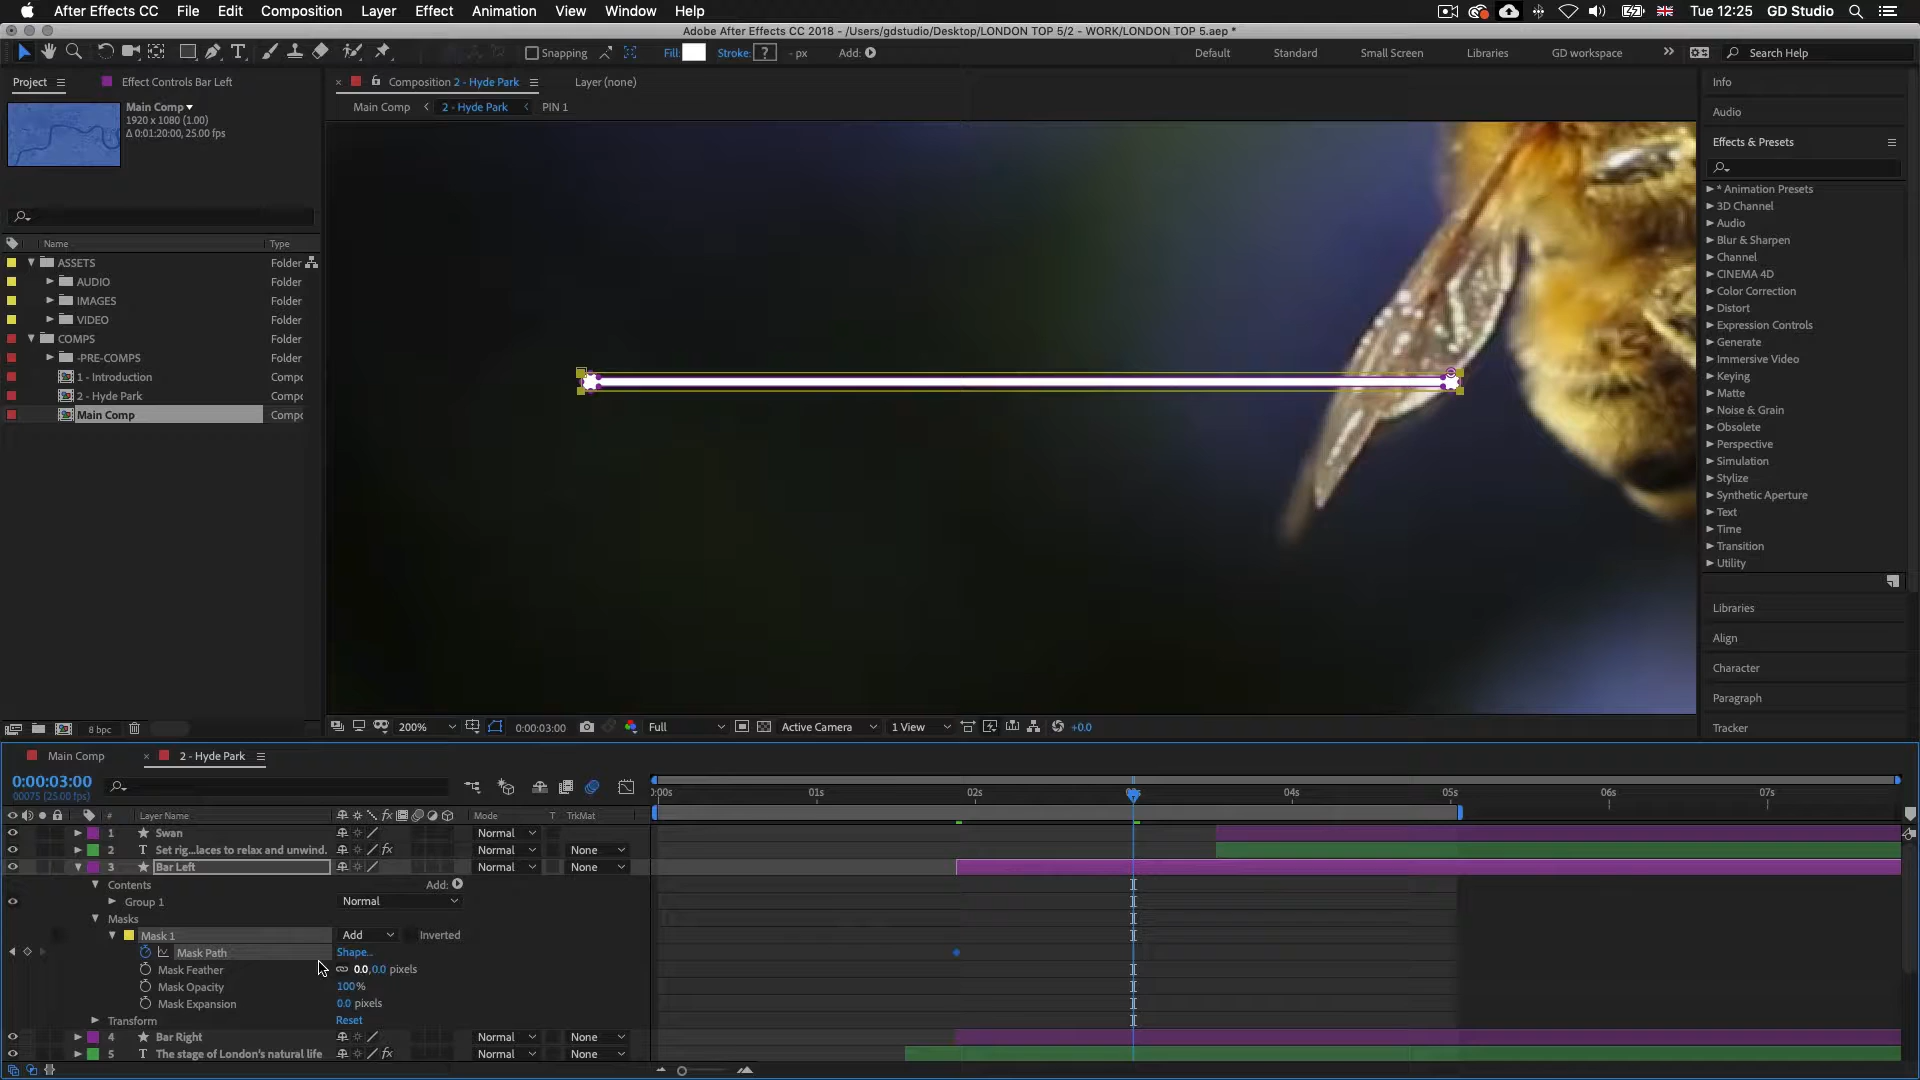 After Effects CC File Edit Composition Layer Effect Animation View Window Help Tue 12:25 GD Studio
Adobe After Effects CC 2018 - /Users/gdstudio/Desktop/LONDON TOP 5/2 - WORK/LONDON TOP 5.aep *
Snapping Fill: Stroke: ? - px Add: Default Standard Small Screen Libraries GD workspace Search Help
Project Effect Controls Bar Left Composition 2 - Hyde Park Layer (none) Info
Main Comp 1920 x 1080 (1.00) Δ 0:01:20:00, 25.00 fps
Main Comp 2 - Hyde Park PIN 1
Name Type
ASSETS Folder
AUDIO Folder
IMAGES Folder
VIDEO Folder
COMPS Folder
-PRE-COMPS Folder
1 - Introduction Compo
2 - Hyde Park Compo
Main Comp Compo
8 bpc
200% 0:00:03:00 Full Active Camera 1 View +0.0
Audio
Effects & Presets
* Animation Presets
3D Channel
Audio
Blur & Sharpen
Channel
CINEMA 4D
Color Correction
Distort
Expression Controls
Generate
Immersive Video
Keying
Matte
Noise & Grain
Obsolete
Perspective
Simulation
Stylize
Synthetic Aperture
Text
Time
Transition
Utility
Libraries
Align
Character
Paragraph
Tracker
Main Comp 2 - Hyde Park
0:00:03:00
00075 (25.00 fps)
:00s 01s 02s 04s 05s 06s 07s
# Layer Name Mode T TrkMat
1 Swan Normal
2 T Set rig...laces to relax and unwind. Normal None
3 Bar Left Normal None
Contents Add:
Group 1 Normal
Masks
Mask 1 Add Inverted
Mask Path Shape...
Mask Feather 0.0,0.0 pixels
Mask Opacity 100%
Mask Expansion 0.0 pixels
Transform Reset
4 Bar Right Normal None
5 T The stage of London's natural life Normal None